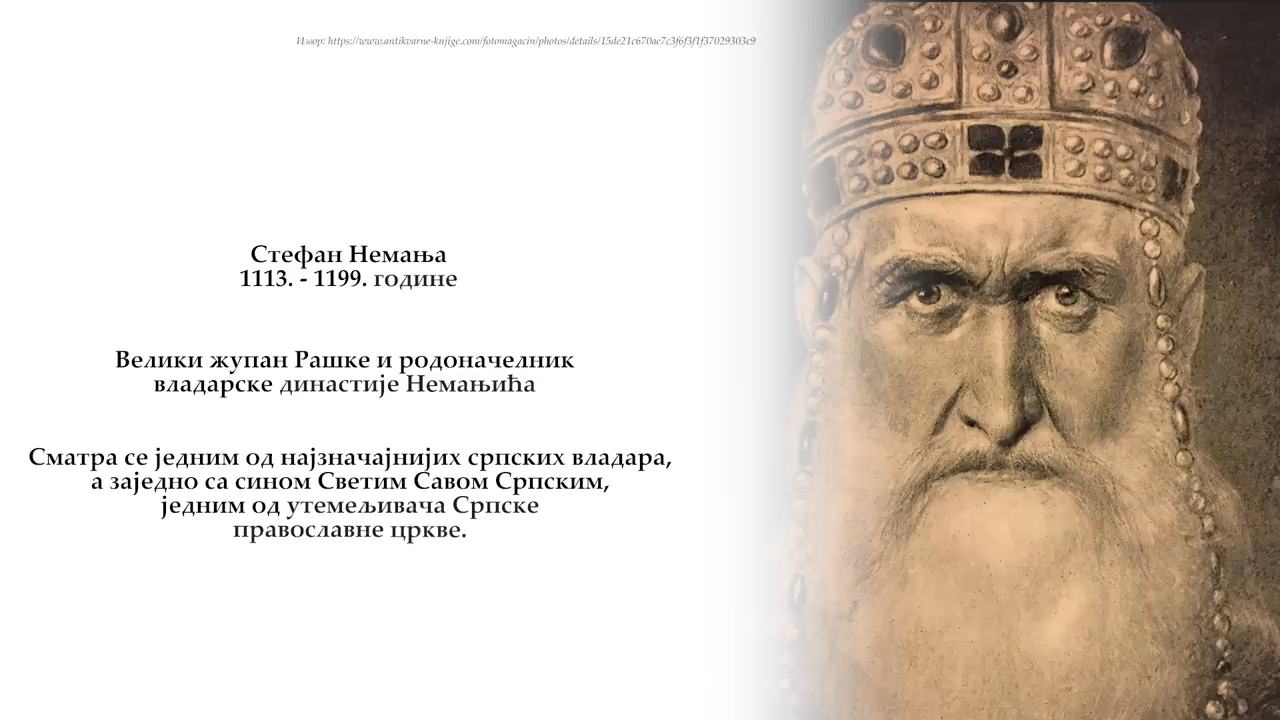 Извор: https://www.antikvarne-knjige.com/fotomagacin/photos/details/15de21c670ae7c3f6f3f1f37029303c9
Стефан Немања
1113. - 1199. године
Велики жупан Рашке и родоначелник
владарске династије Немањића
Сматра се једним од најзначајнијих српских владара,
а заједно са сином Светим Савом Српским,
једним од утемељивача Српске
православне цркве.